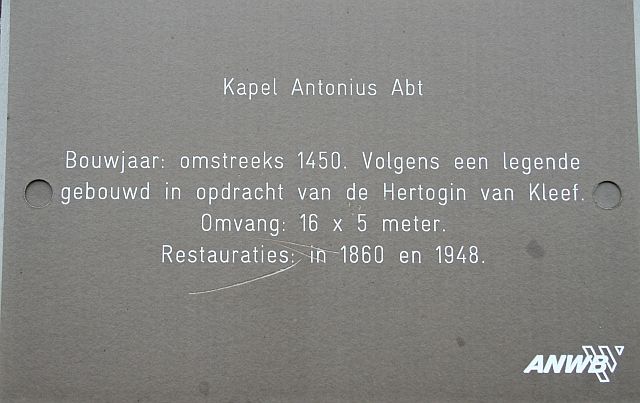 Kapel Antonius Abt
Bouwjaar: omstreeks 1450. Volgens een legende
gebouwd in opdracht van de Hertogin van Kleef.
Omvang: 16 x 5 meter.
Restauraties: in 1860 en 1948.
ANWB